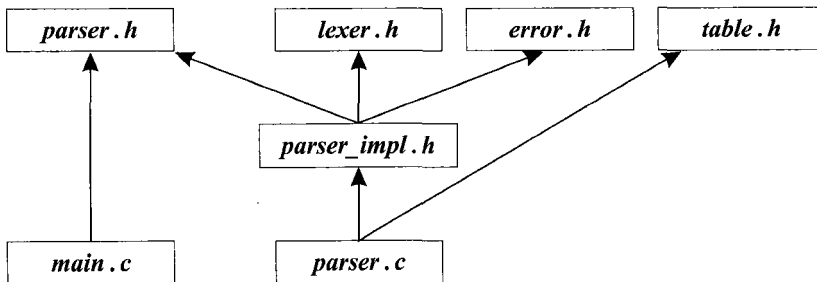 parser.h
lexer.h
error.h
table.h
parser_impl.h
main.c
parser.c